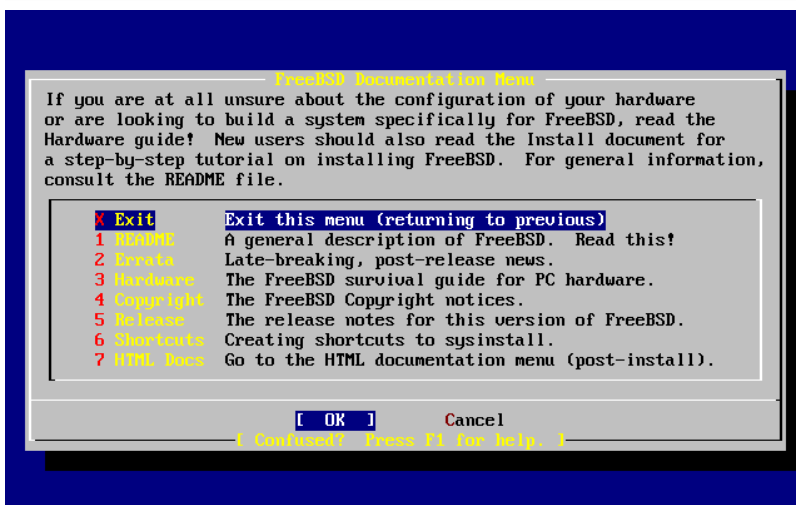 FreeBSD Documentation Menu
If you are at all unsure about the configuration of your hardware
or are looking to build a system specifically for FreeBSD, read the
Hardware guide!  New users should also read the Install document for
a step-by-step tutorial on installing FreeBSD.  For general information,
consult the README file.
X Exit Exit this menu (returning to previous)
1 README A general description of FreeBSD.  Read this!
2 Errata Late-breaking, post-release news.
3 Hardware The FreeBSD survival guide for PC hardware.
4 Copyright The FreeBSD Copyright notices.
5 Release The release notes for this version of FreeBSD.
6 Shortcuts Creating shortcuts to sysinstall.
7 HTML Docs Go to the HTML documentation menu (post-install).
[ OK ] Cancel
[ Confused?  Press F1 for help. ]